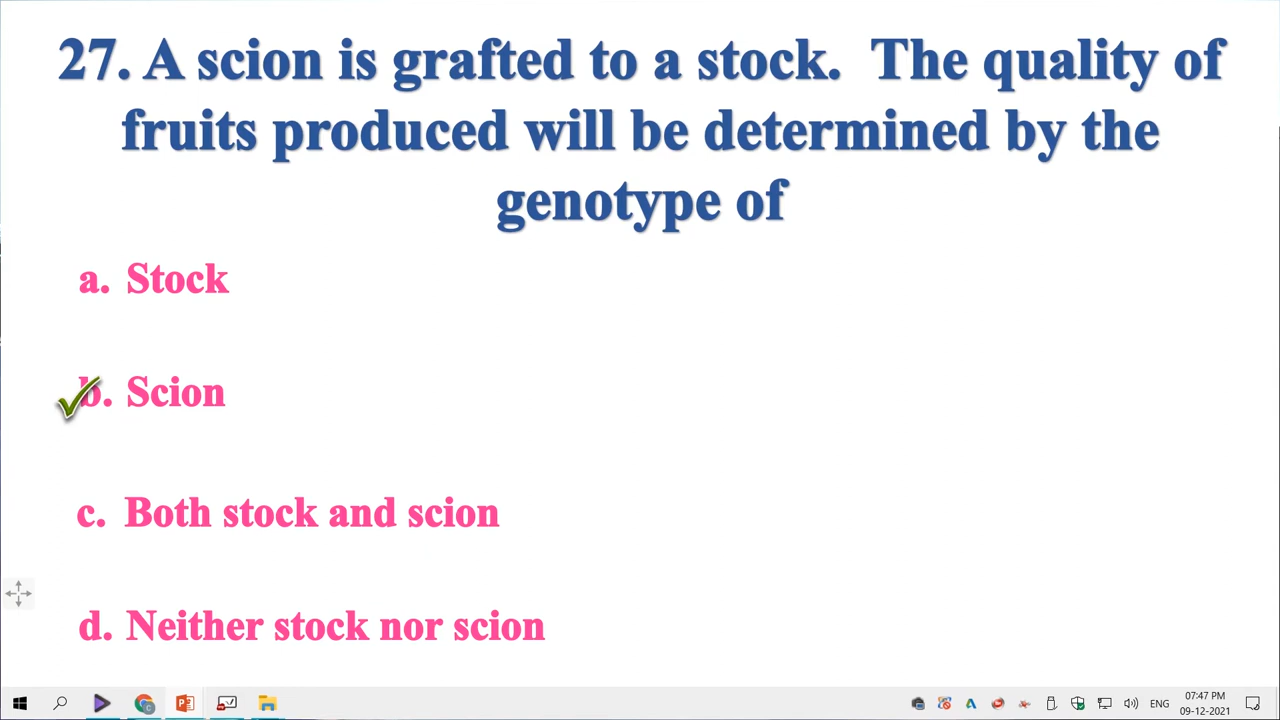 27. A scion is grafted to a stock. The quality of
fruits produced will be determined by the
genotype of
a. Stock
b. Scion
c. Both stock and scion
d. Neither stock nor scion
ENG
07:47 PM
09-12-2021